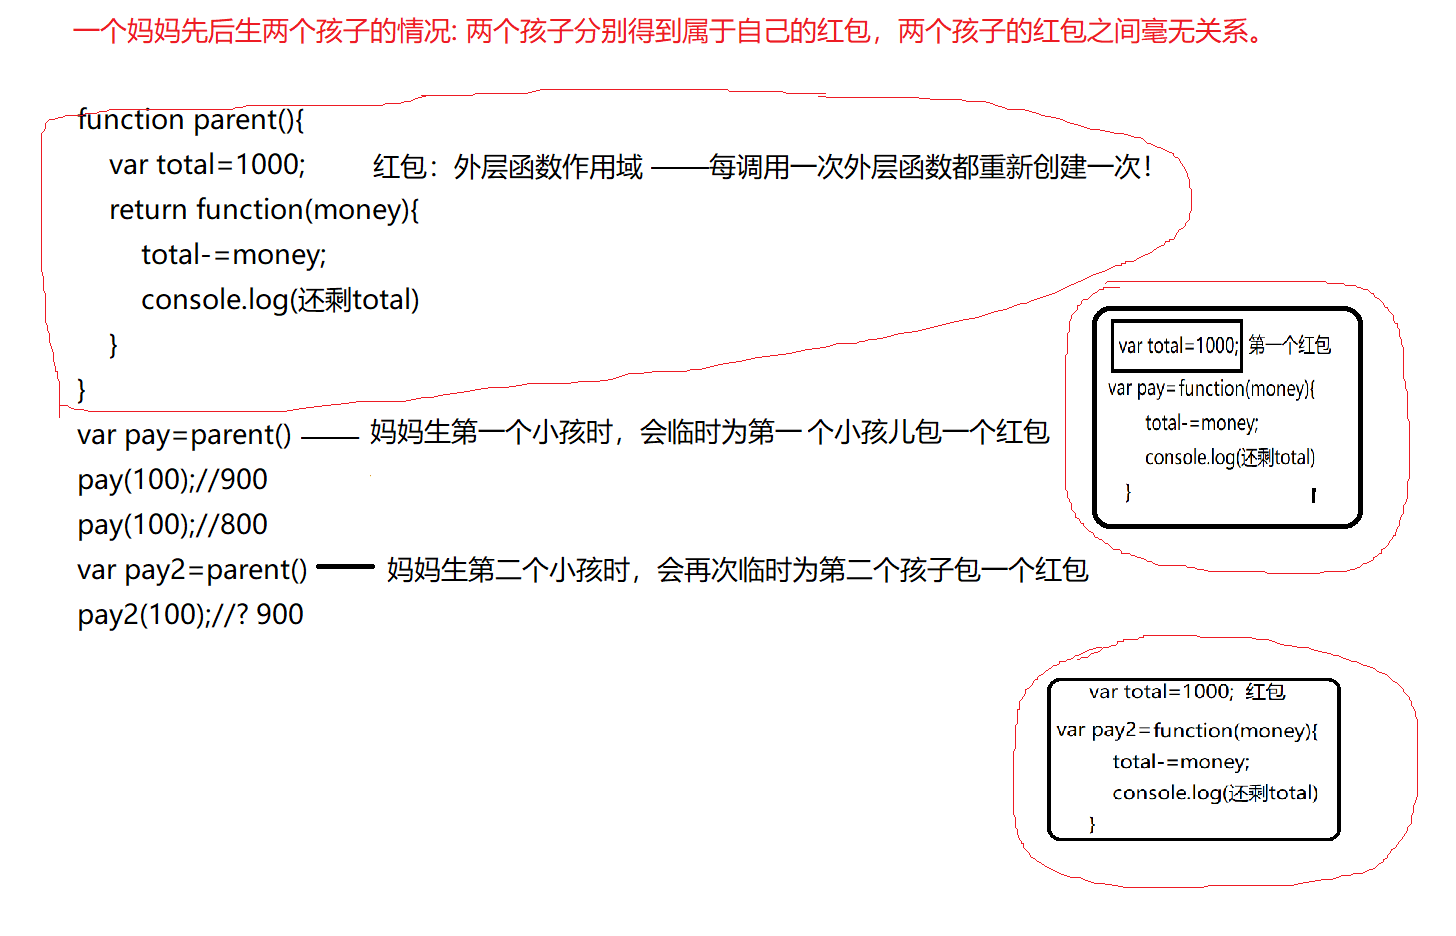 一个妈妈先后生两个孩子的情况: 两个孩子分别得到属于自己的红包，两个孩子的红包之间毫无关系。
function parent(){
var total=1000; 红包：外层函数作用域 ——每调用一次外层函数都重新创建一次！
return function(money){
total-=money;
console.log(还剩total)
}
}
var pay=parent() —— 妈妈生第一个小孩时，会临时为第一个小孩儿包一个红包
pay(100);//900
pay(100);//800
var pay2=parent() —— 妈妈生第二个小孩时，会再次临时为第二个孩子包一个红包
pay2(100);//? 900
var total=1000; 第一个红包
var pay=function(money){
total-=money;
console.log(还剩total)
}
var total=1000; 红包
var pay2=function(money){
total-=money;
console.log(还剩total)
}